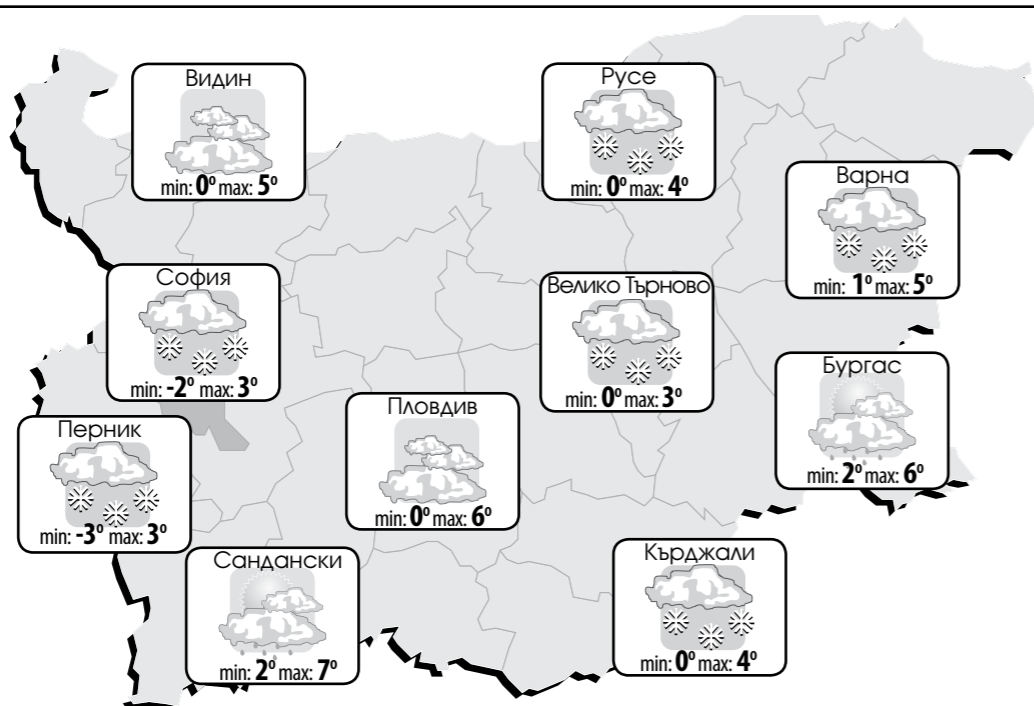 Видин
min: 0° max: 5°
Русе
min: 0° max: 4°
Варна
min: 1° max: 5°
София
min: -2° max: 3°
Велико Търново
min: 0° max: 3°
Бургас
min: 2° max: 6°
Пловдив
min: 0° max: 6°
Перник
min: -3° max: 3°
Сандански
min: 2° max: 7°
Кърджали
min: 0° max: 4°